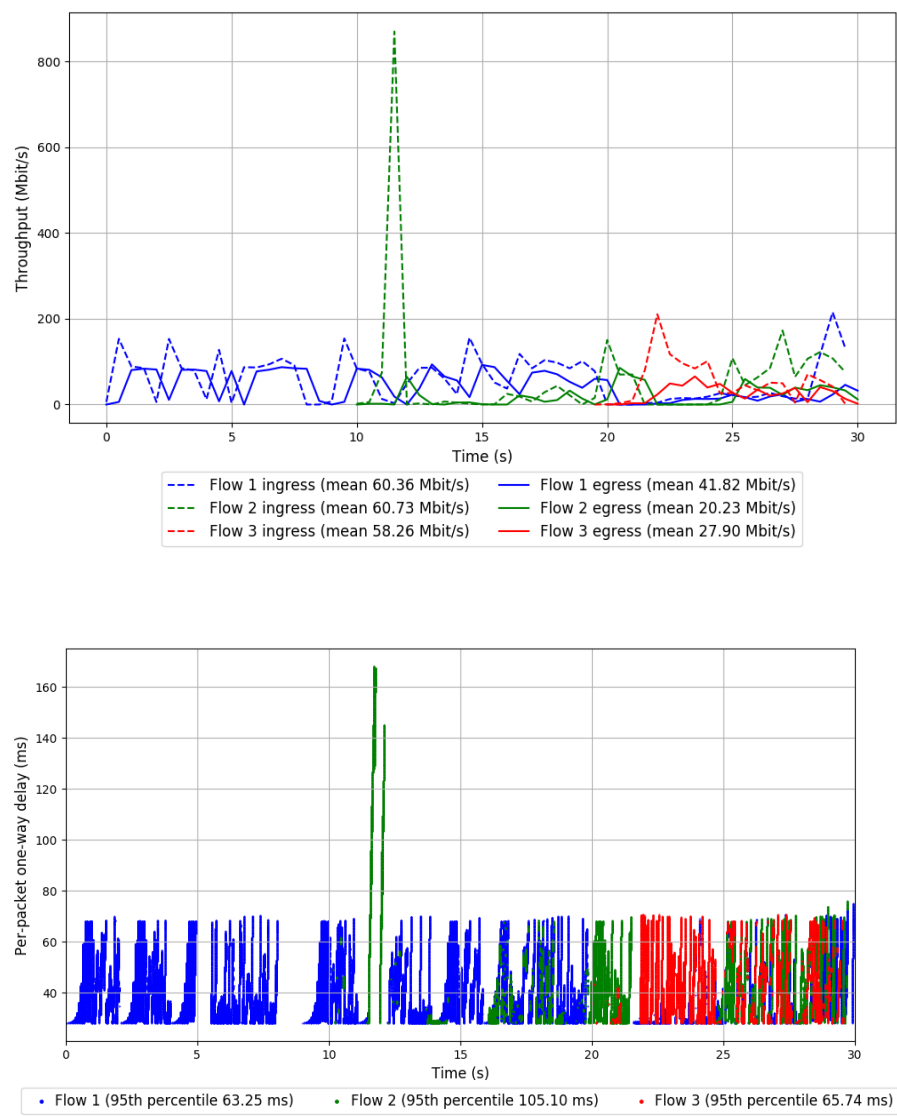 800
600
400
200
0
Throughput (Mbit/s)
0 5 10 15 20 25 30
Time (s)
Flow 1 ingress (mean 60.36 Mbit/s) Flow 1 egress (mean 41.82 Mbit/s)
Flow 2 ingress (mean 60.73 Mbit/s) Flow 2 egress (mean 20.23 Mbit/s)
Flow 3 ingress (mean 58.26 Mbit/s) Flow 3 egress (mean 27.90 Mbit/s)
160
140
120
100
80
60
40
Per-packet one-way delay (ms)
0 5 10 15 20 25 30
Time (s)
Flow 1 (95th percentile 63.25 ms) Flow 2 (95th percentile 105.10 ms) Flow 3 (95th percentile 65.74 ms)